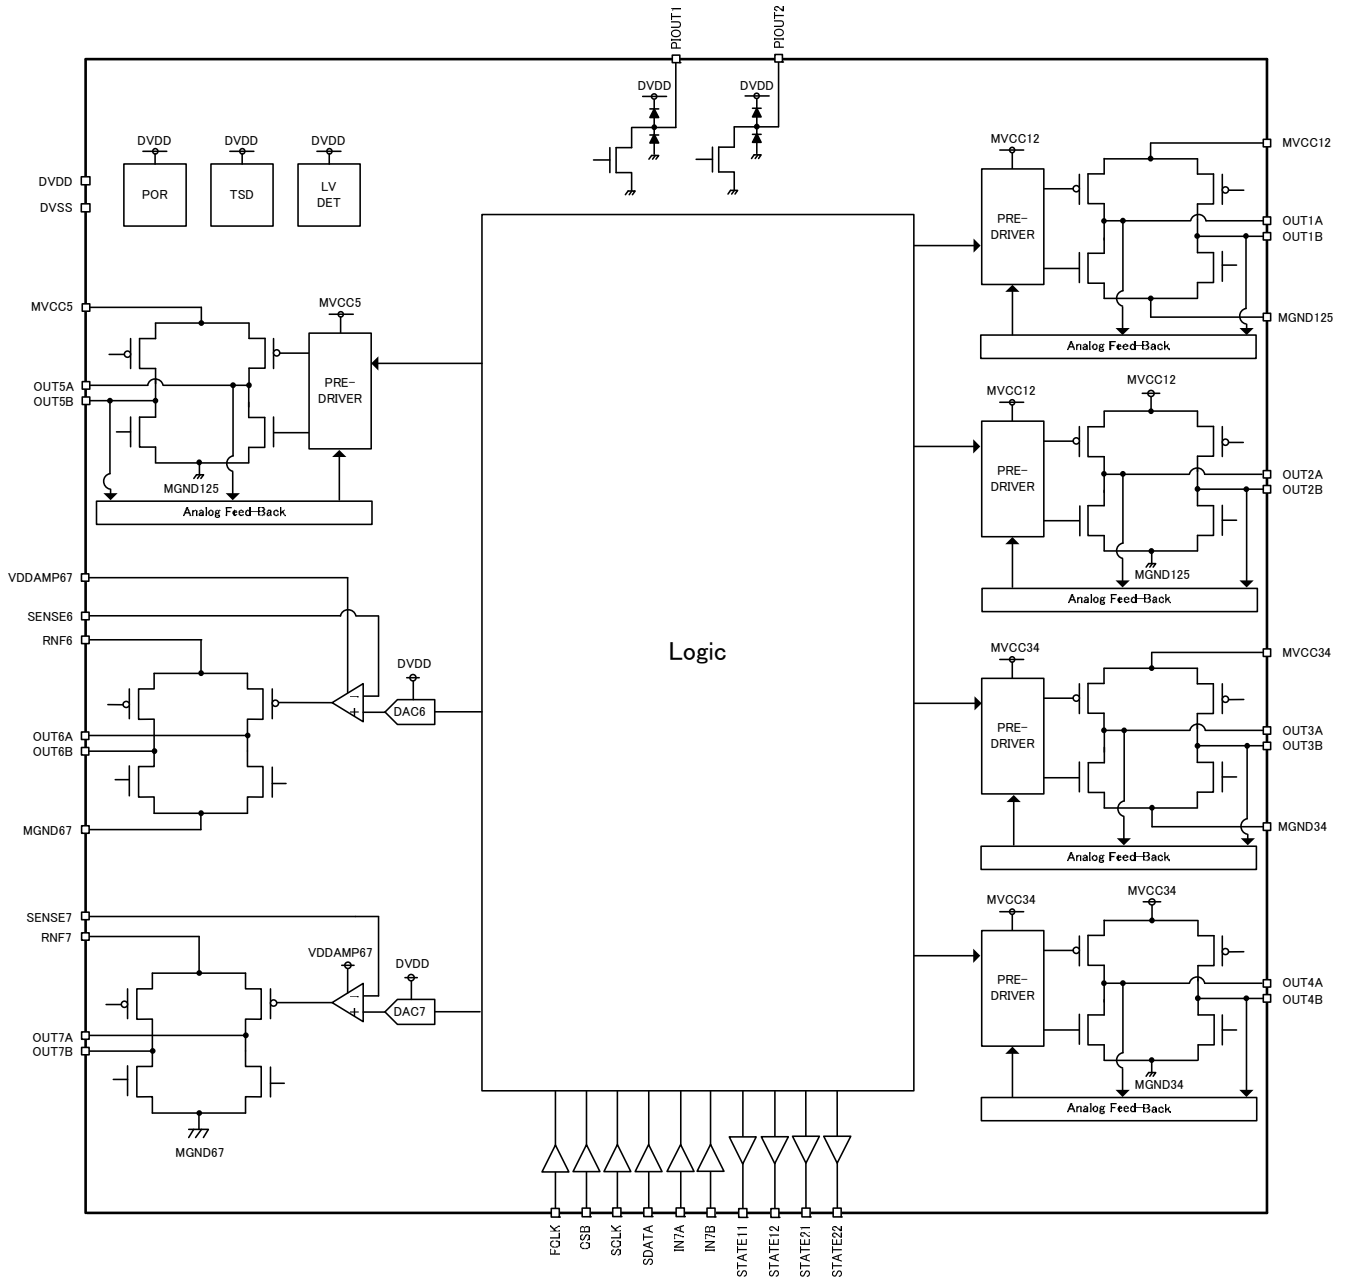 PIOUT1
PIOUT2
DVDD
DVDD
DVDD
DVDD
DVDD
POR
TSD
LV
DET
DVDD
DVSS
MVCC5
OUT5A
OUT5B
MVCC5
PRE-
DRIVER
MGND125
Analog Feed-Back
VDDAMP67
SENSE6
RNF6
DVDD
DAC6
OUT6A
OUT6B
MGND67
SENSE7
RNF7
VDDAMP67
DVDD
DAC7
OUT7A
OUT7B
MGND67
Logic
MVCC12
PRE-
DRIVER
MVCC12
OUT1A
OUT1B
MGND125
Analog Feed-Back
MVCC12
MVCC12
PRE-
DRIVER
OUT2A
OUT2B
MGND125
Analog Feed-Back
MVCC34
PRE-
DRIVER
MVCC34
OUT3A
OUT3B
MGND34
Analog Feed-Back
MVCC34
MVCC34
PRE-
DRIVER
OUT4A
OUT4B
MGND34
Analog Feed-Back
FCLK
CSB
SCLK
SDATA
IN7A
IN7B
STATE11
STATE12
STATE21
STATE22